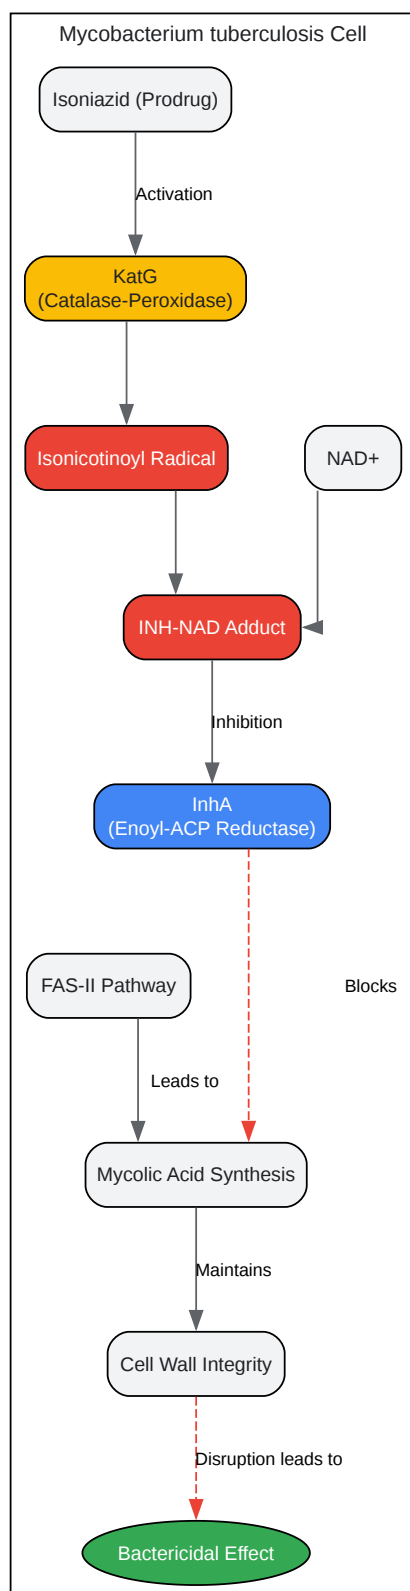 Mycobacterium tuberculosis Cell
Isoniazid (Prodrug)
Activation
KatG
(Catalase-Peroxidase)
Isonicotinoyl Radical
NAD+
INH-NAD Adduct
Inhibition
InhA
(Enoyl-ACP Reductase)
FAS-II Pathway
Blocks
Leads to
Mycolic Acid Synthesis
Maintains
Cell Wall Integrity
Disruption leads to
Bactericidal Effect